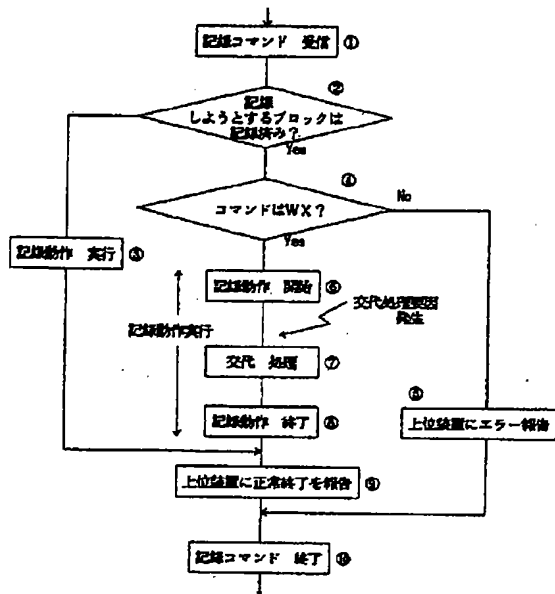 記録コマンド 受信 ①
②
記録
しようとするブロックは
記録済み?
Yes
④
コマンドはWX?
No
Yes
記録動作 実行 ③
記録動作 開始 ⑥
交代処理要因
発生
記録動作実行
交代 処理 ⑦
⑤
記録動作 終了 ⑧
上位装置にエラー報告
上位装置に正常終了を報告 ⑨
記録コマンド 終了 ⑩